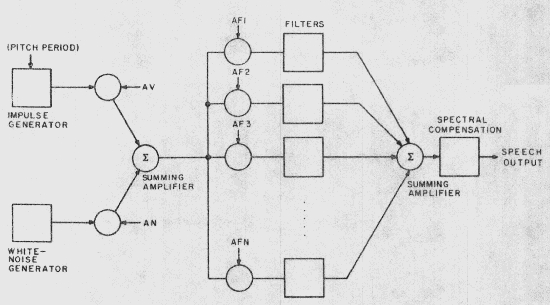 (PITCH PERIOD)
IMPULSE
GENERATOR
AV
Σ
SUMMING
AMPLIFIER
AN
WHITE-
NOISE
GENERATOR
AF1
AF2
AF3
AFN
FILTERS
Σ
SUMMING
AMPLIFIER
SPECTRAL
COMPENSATION
SPEECH
OUTPUT